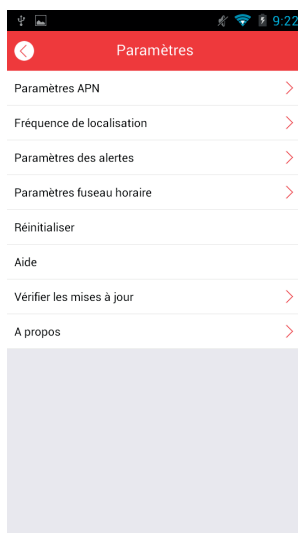 9:22
Paramètres
Paramètres APN
Fréquence de localisation
Paramètres des alertes
Paramètres fuseau horaire
Réinitialiser
Aide
Vérifier les mises à jour
A propos